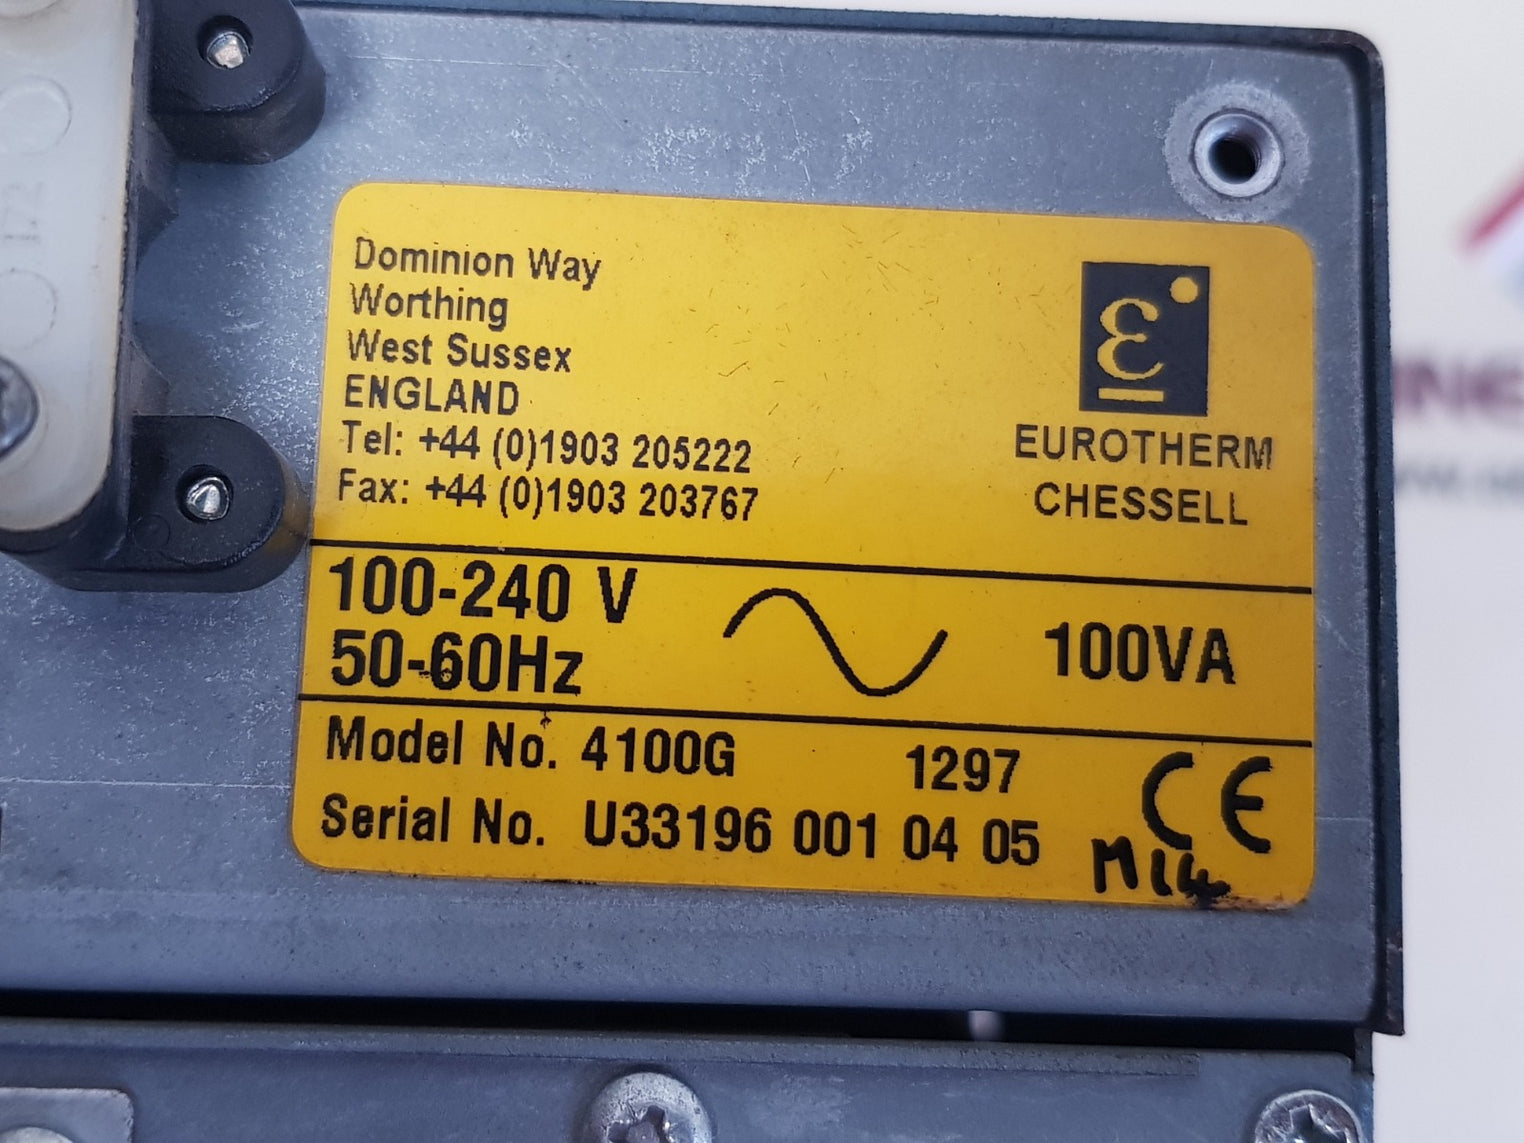 Dominion Way
Worthing
West Sussex
ENGLAND
Tel: +44 (0)1903 205222
Fax: +44 (0)1903 203767
EUROTHERM
CHESSELL
100-240 V
50-60Hz
100VA
Model No. 4100G 1297
Serial No. U33196 001 04 05
CE
M14